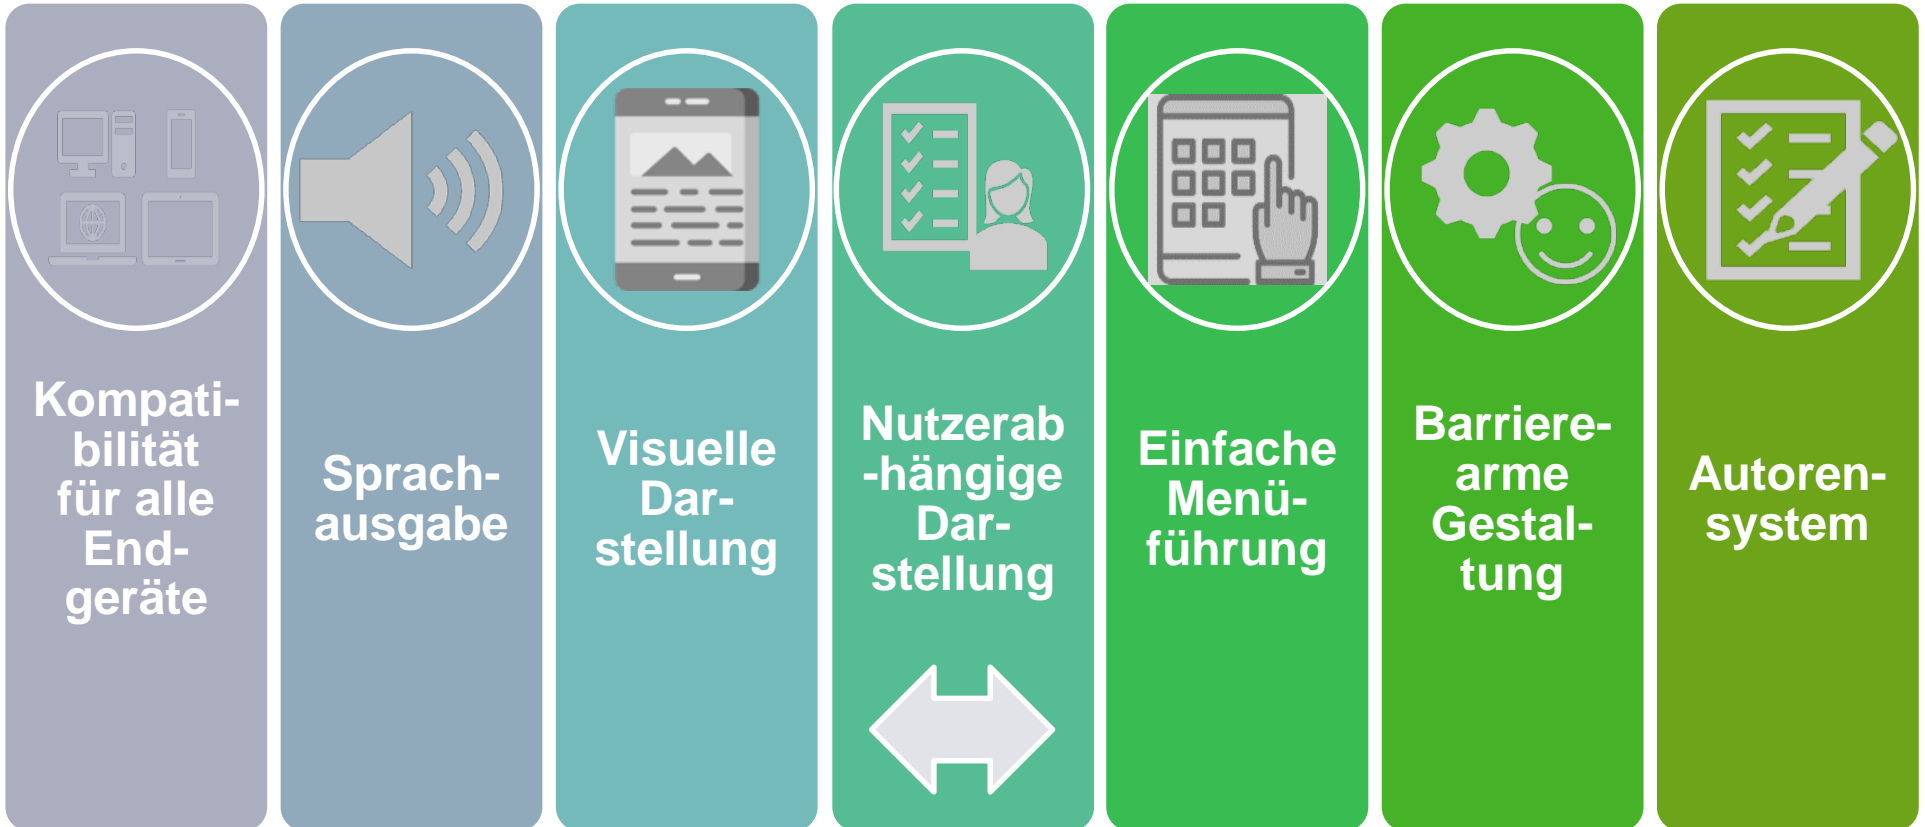 Kompati-
bilität
für alle
End-
geräte
Sprach-
ausgabe
Visuelle
Dar-
stellung
Nutzerab
-hängige
Dar-
stellung
Einfache
Menü-
führung
Barriere-
arme
Gestal-
tung
Autoren-
system